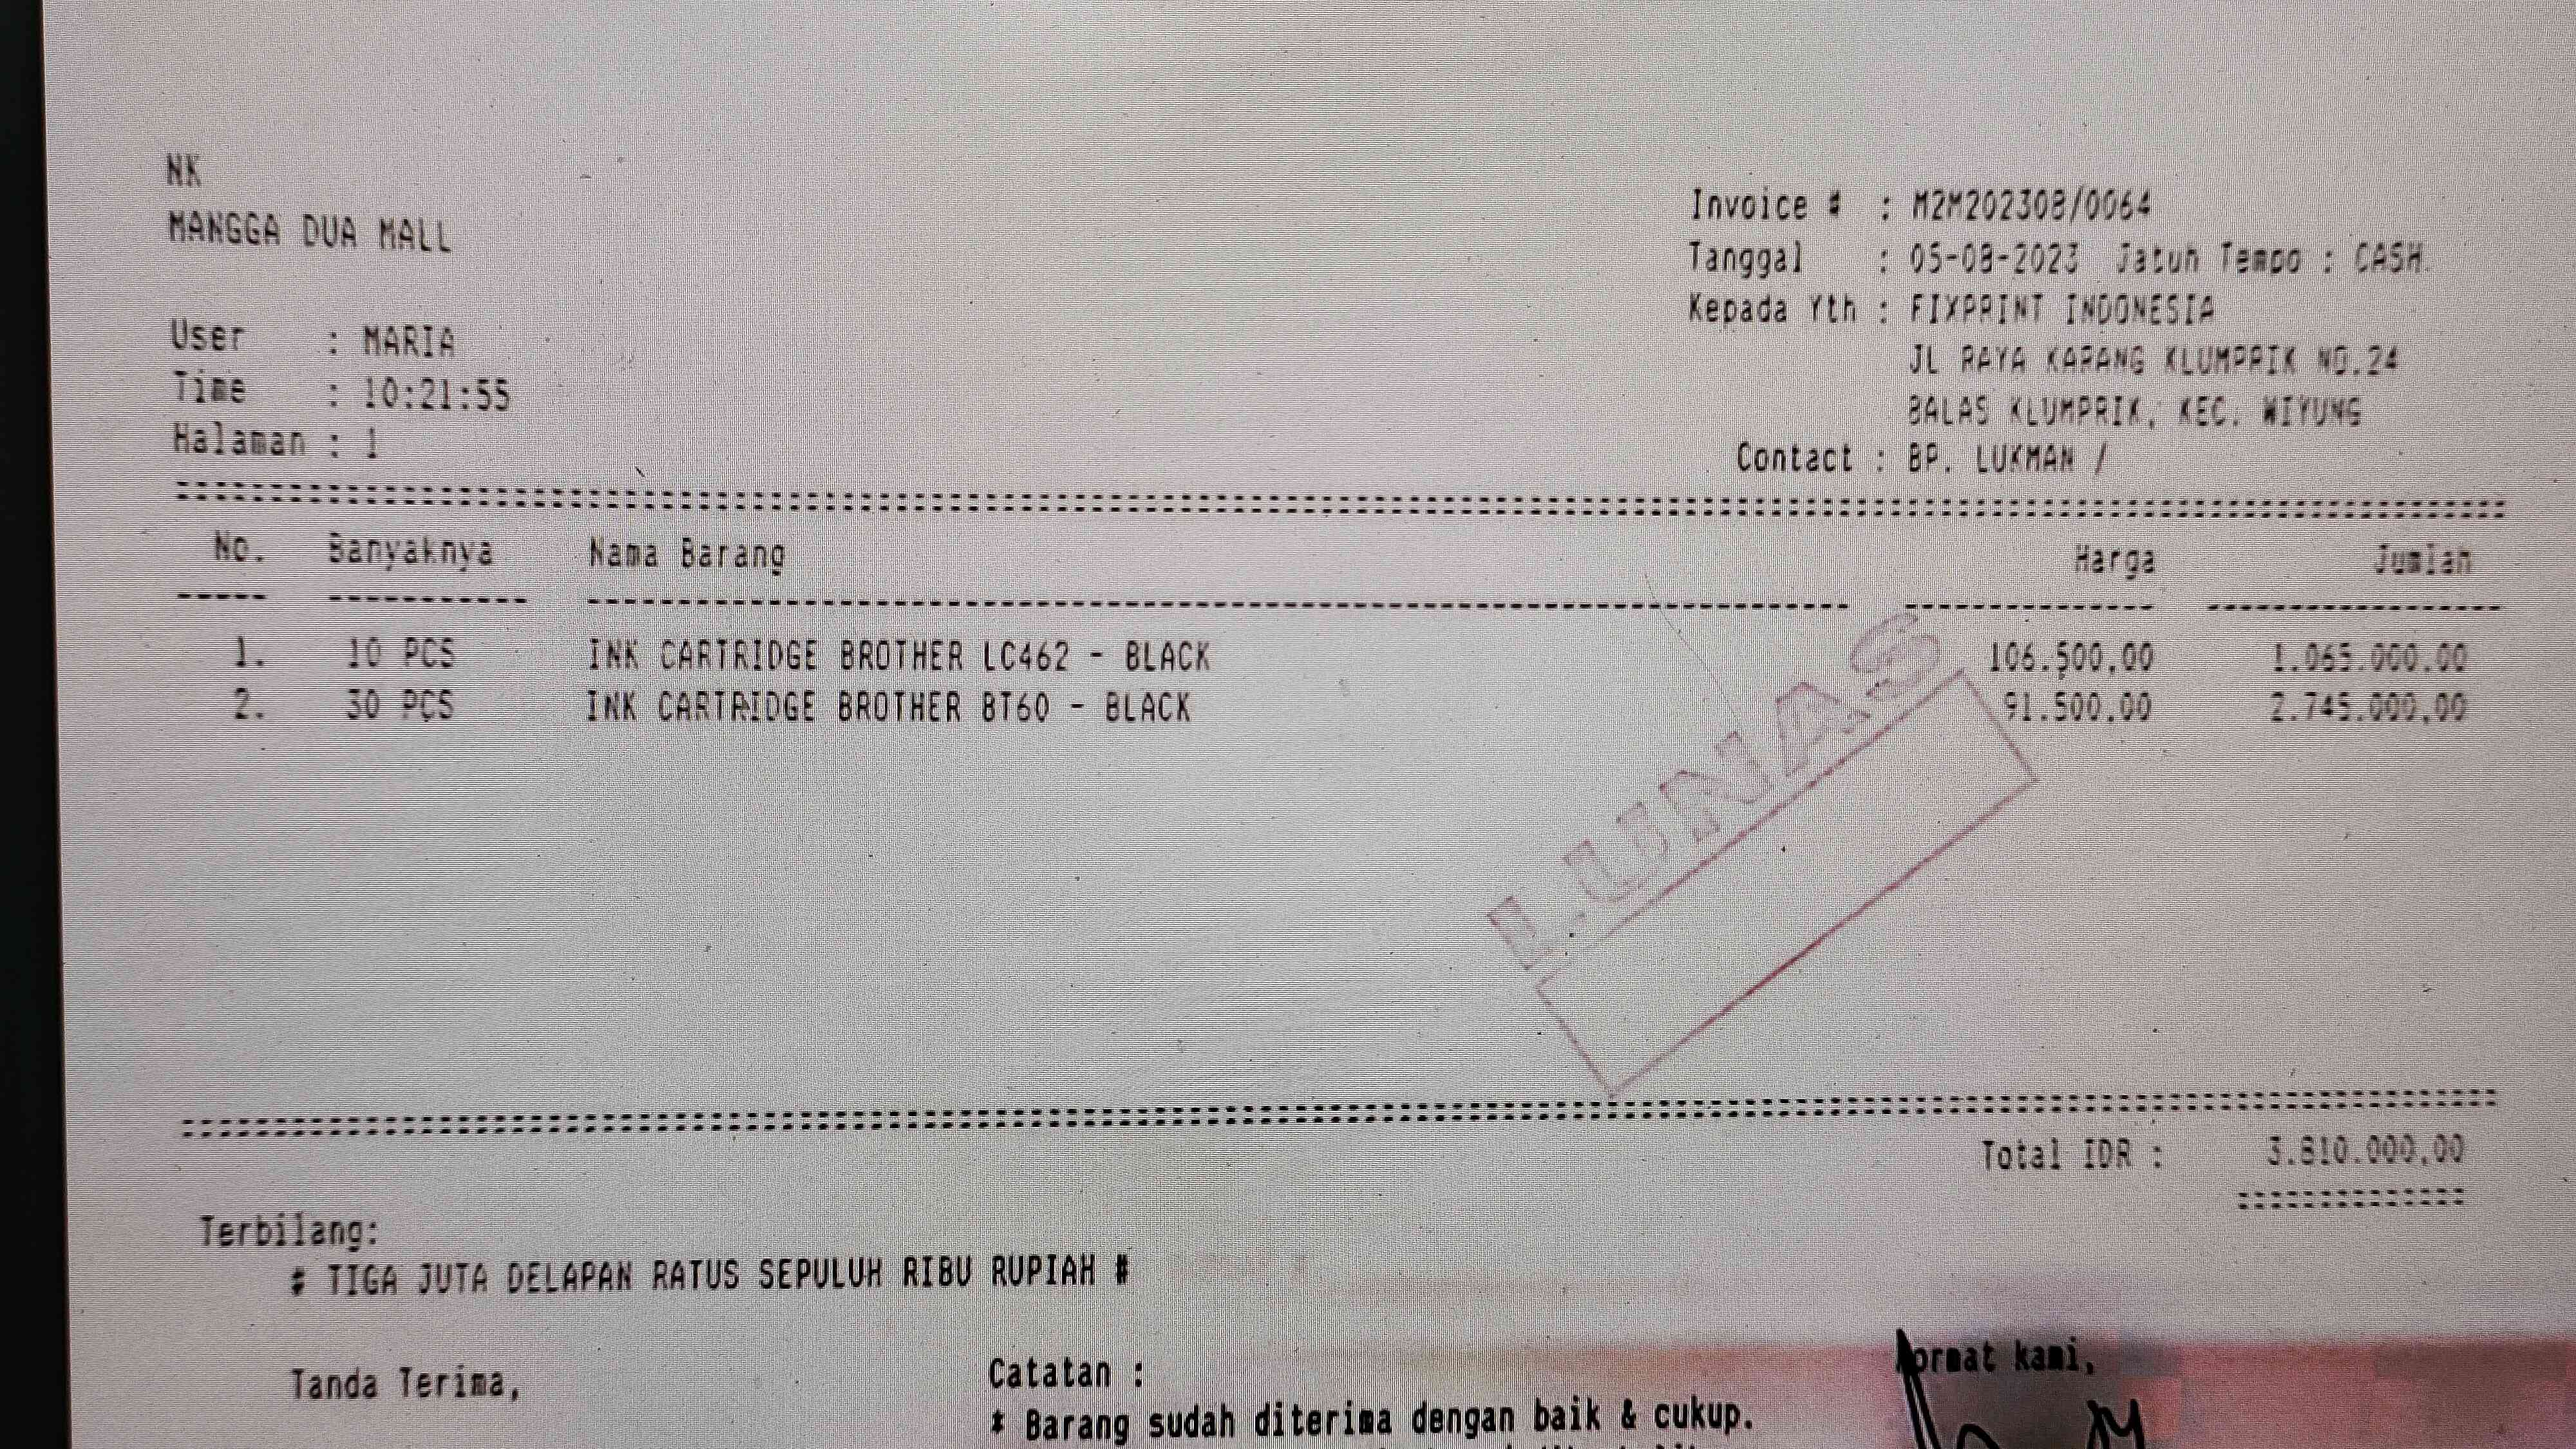 NK
MANGGA DUA MALL
Invoice # : M2M202308/0064
Tanggal : 05-08-2023 Jatuh Tempo : CASH
Kepada Yth : FIXPRINT INDONESIA
JL RAYA KARANG KLUMPRIK NO.24
BALAS KLUMPRIK, KEC. WIYUNG
Contact : BP. LUKMAN /
User : MARIA
Time : 10:21:55
Halaman : 1
No. Banyaknya Nama Barang Harga Jumlah
1. 10 PCS INK CARTRIDGE BROTHER LC462 - BLACK 106.500,00 1.065.000,00
2. 30 PCS INK CARTRIDGE BROTHER BT60 - BLACK 91.500,00 2.745.000,00
LUNAS
Total IDR : 3.810.000,00
Terbilang:
# TIGA JUTA DELAPAN RATUS SEPULUH RIBU RUPIAH #
Tanda Terima,
Catatan :
* Barang sudah diterima dengan baik & cukup.
Hormat kami,